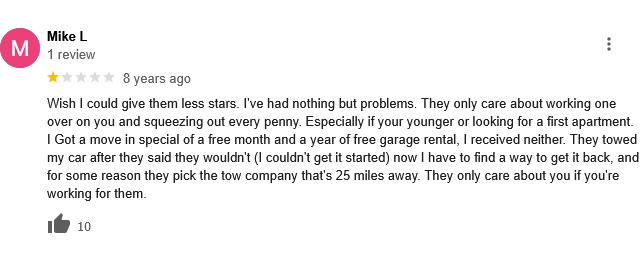 M
Mike L
1 review
8 years ago
Wish I could give them less stars. I've had nothing but problems. They only care about working one
over on you and squeezing out every penny. Especially if your younger or looking for a first apartment.
I Got a move in special of a free month and a year of free garage rental, I received neither. They towed
my car after they said they wouldn't (I couldn't get it started) now I have to find a way to get it back, and
for some reason they pick the tow company that's 25 miles away. They only care about you if you're
working for them.
10